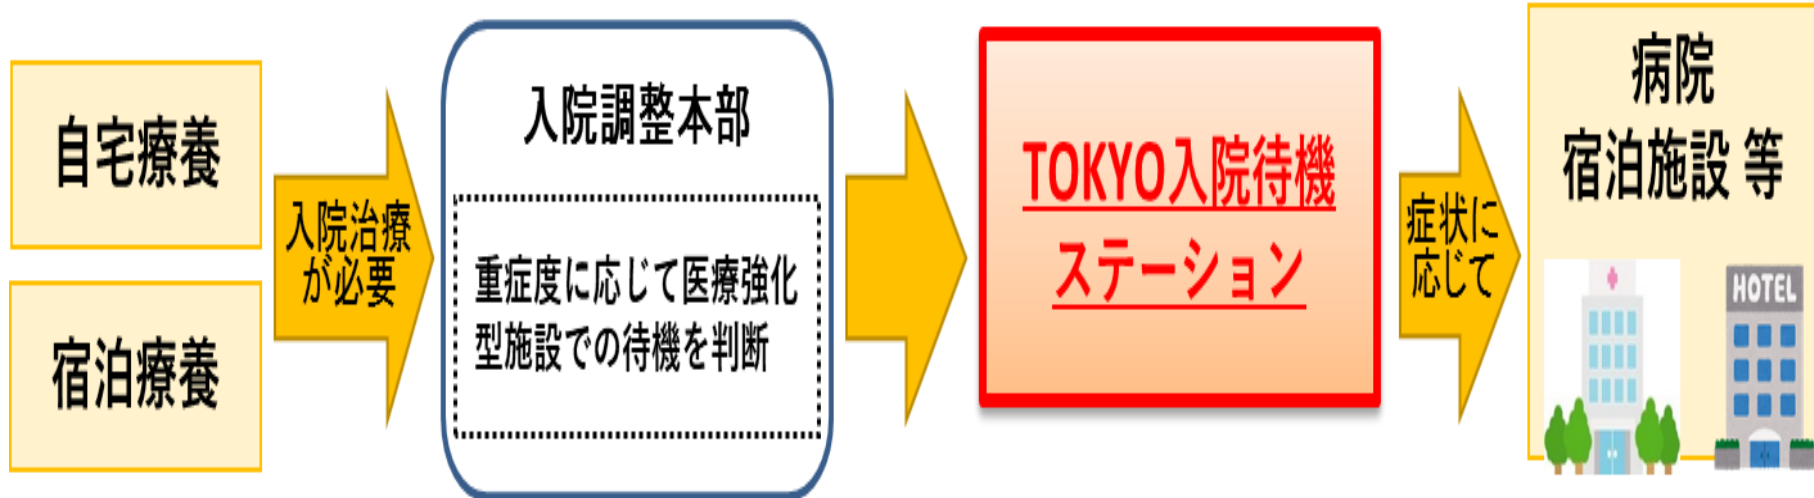 自宅療養
宿泊療養
入院治療
が必要
入院調整本部
重症度に応じて医療強化
型施設での待機を判断
TOKYO入院待機
ステーション
症状に
応じて
病院
宿泊施設 等
HOTEL